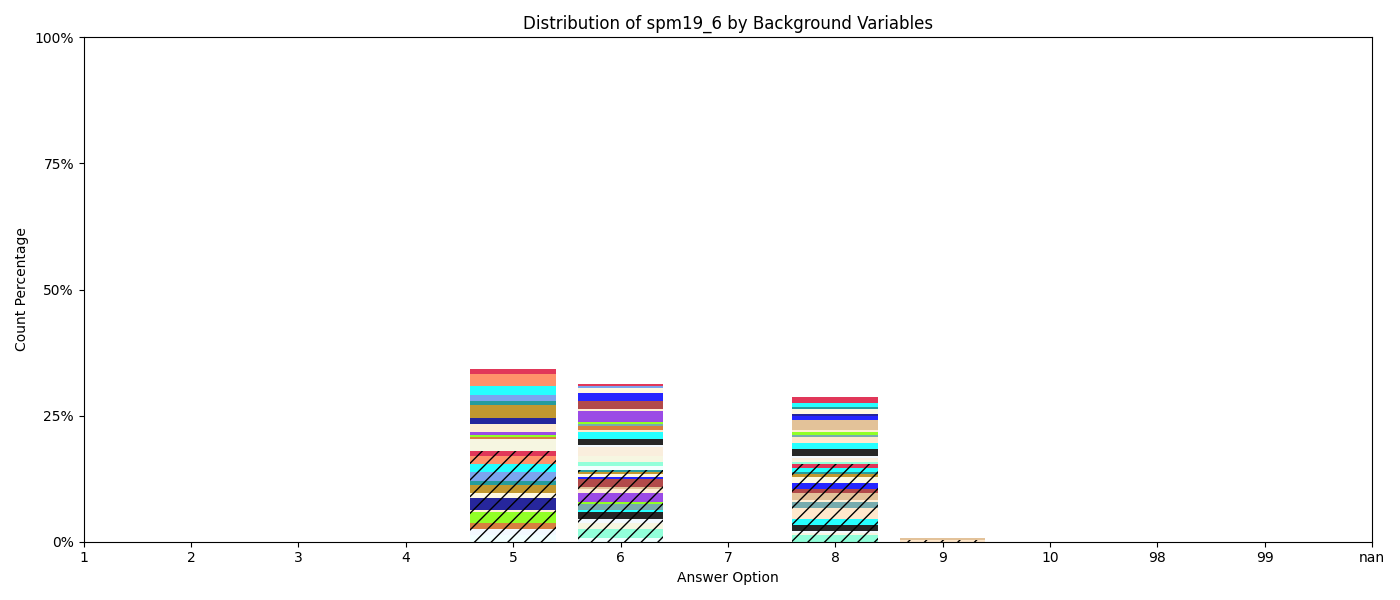 Distribution of spm19_6 by Background Variables
100%
75%
50%
25%
0%
Count Percentage
1 2 3 4 5 6 7 8 9 10 98 99 nan
Answer Option